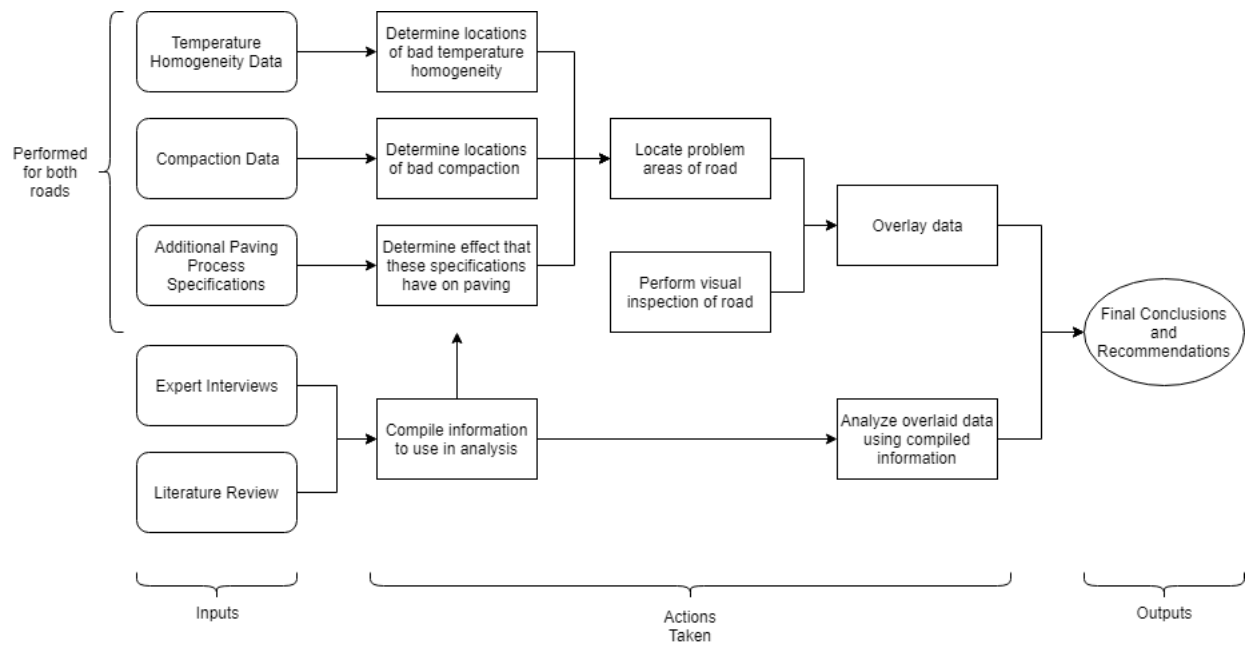 Performed
for both
roads
Temperature
Homogeneity Data
Determine locations
of bad temperature
homogeneity
Compaction Data
Determine locations
of bad compaction
Locate problem
areas of road
Additional Paving
Process
Specifications
Determine effect that
these specifications
have on paving
Perform visual
inspection of road
Overlay data
Final Conclusions
and
Recommendations
Expert Interviews
Literature Review
Compile information
to use in analysis
Analyze overlaid data
using compiled
information
Inputs
Actions
Taken
Outputs